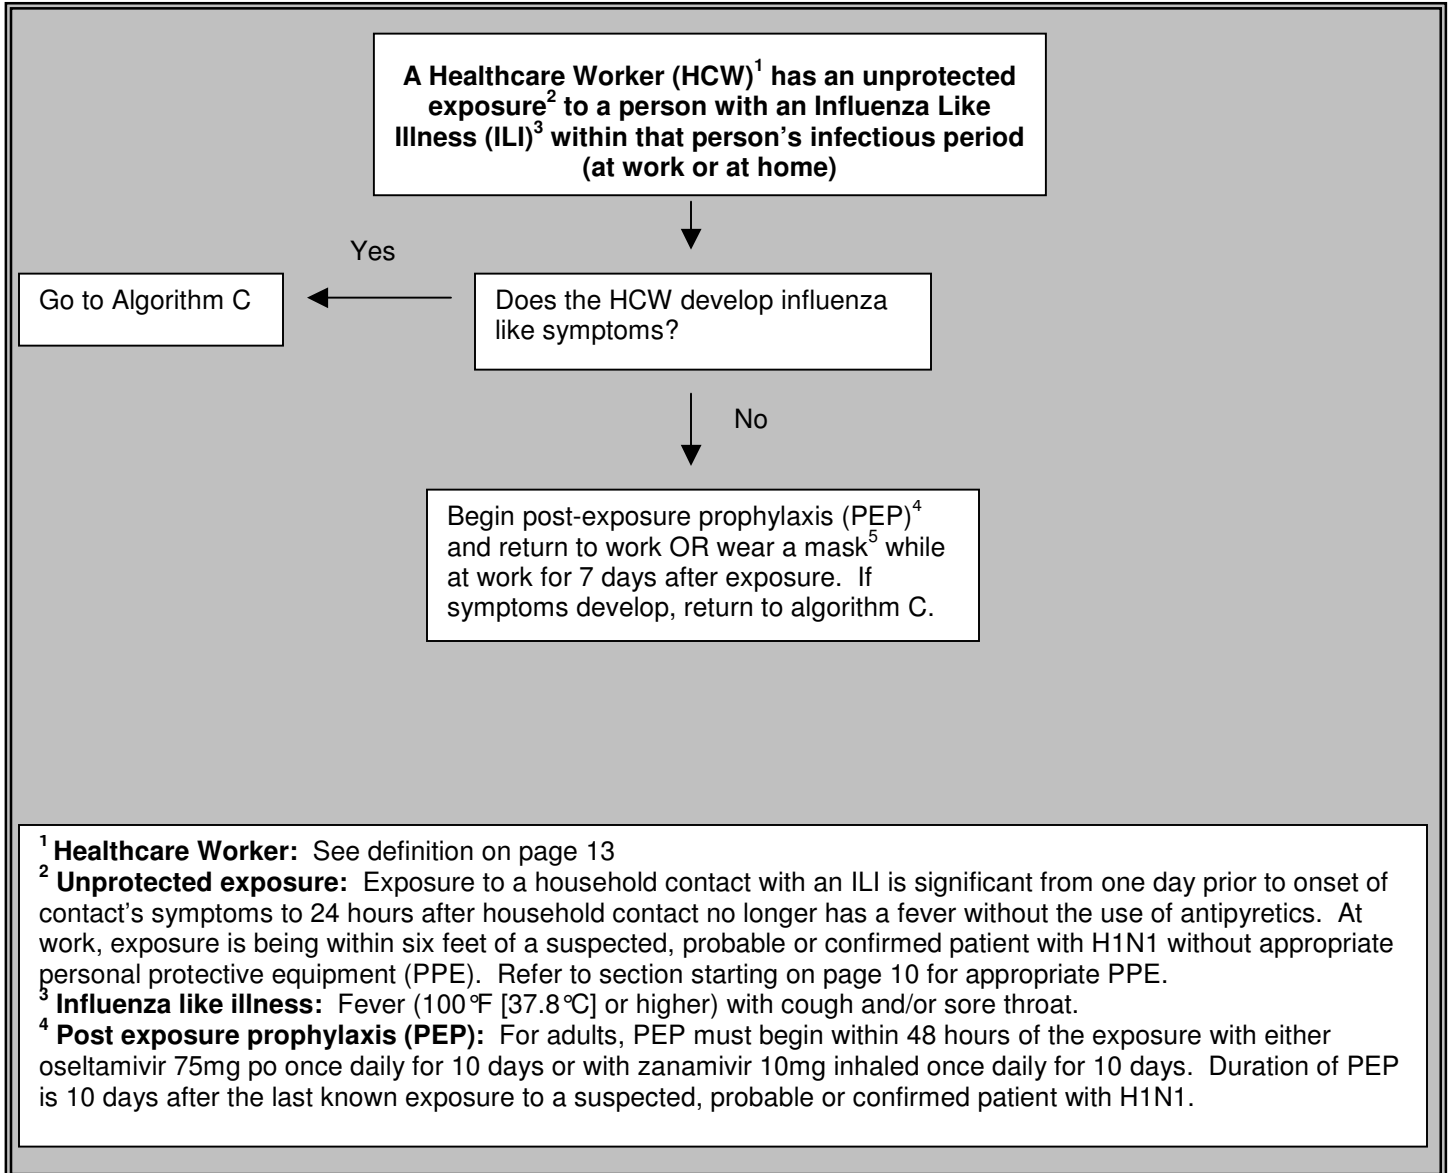 A Healthcare Worker (HCW)¹ has an unprotected
exposure² to a person with an Influenza Like
Illness (ILI)³ within that person's infectious period
(at work or at home)
Yes
Go to Algorithm C
Does the HCW develop influenza
like symptoms?
No
Begin post-exposure prophylaxis (PEP)⁴
and return to work OR wear a mask⁵ while
at work for 7 days after exposure.  If
symptoms develop, return to algorithm C.
¹ Healthcare Worker:  See definition on page 13
² Unprotected exposure:  Exposure to a household contact with an ILI is significant from one day prior to onset of
contact's symptoms to 24 hours after household contact no longer has a fever without the use of antipyretics.  At
work, exposure is being within six feet of a suspected, probable or confirmed patient with H1N1 without appropriate
personal protective equipment (PPE).  Refer to section starting on page 10 for appropriate PPE.
³ Influenza like illness:  Fever (100°F [37.8°C] or higher) with cough and/or sore throat.
⁴ Post exposure prophylaxis (PEP):  For adults, PEP must begin within 48 hours of the exposure with either
oseltamivir 75mg po once daily for 10 days or with zanamivir 10mg inhaled once daily for 10 days.  Duration of PEP
is 10 days after the last known exposure to a suspected, probable or confirmed patient with H1N1.